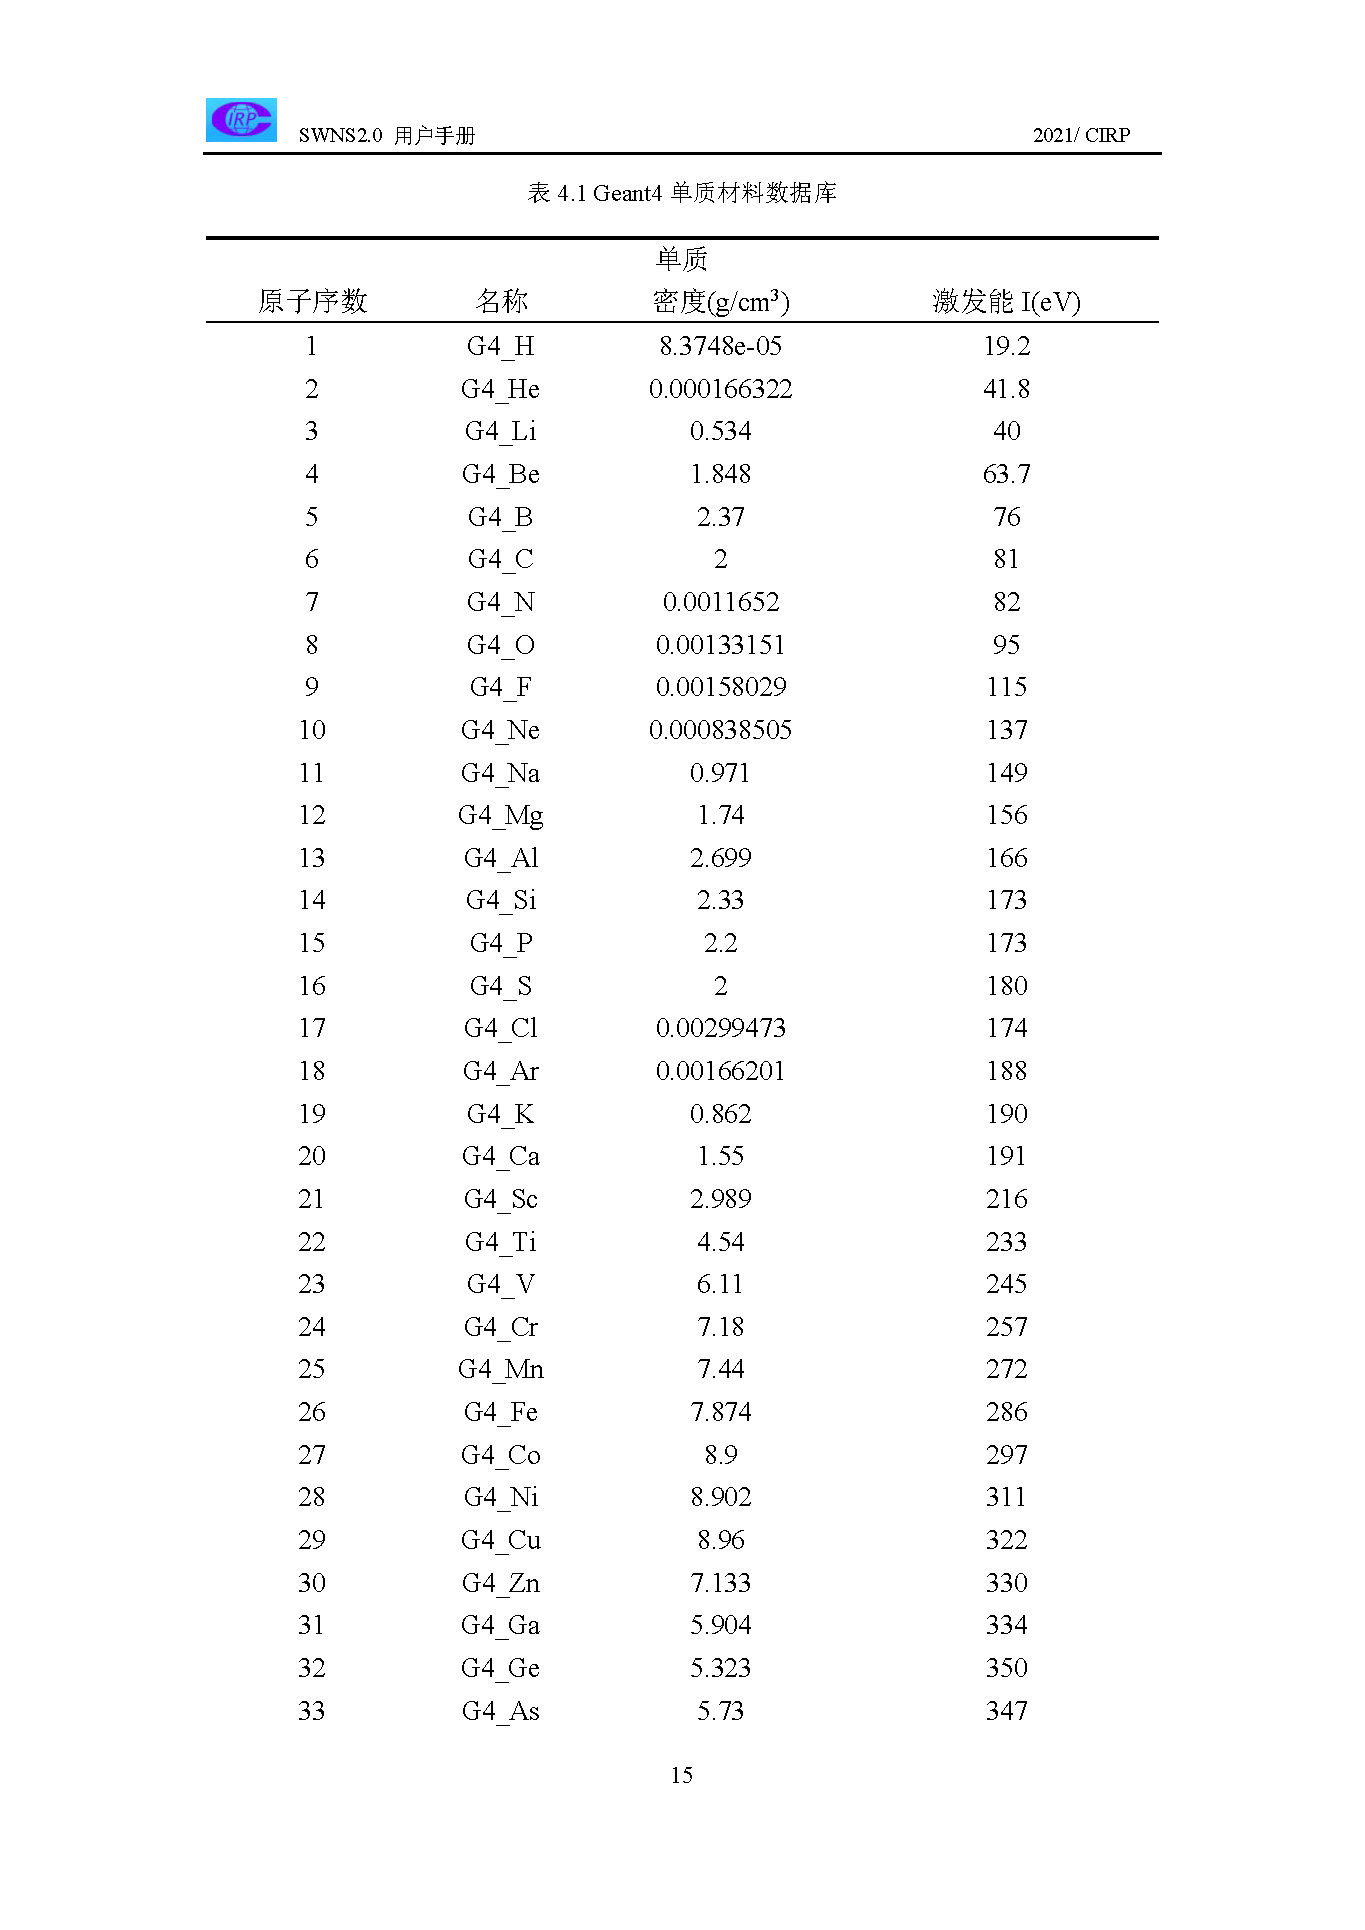 CIRP
SWNS2.0 用户手册 2021/ CIRP
表 4.1 Geant4 单质材料数据库
单质
原子序数 名称 密度(g/cm³) 激发能 I(eV)
1 G4_H 8.3748e-05 19.2
2 G4_He 0.000166322 41.8
3 G4_Li 0.534 40
4 G4_Be 1.848 63.7
5 G4_B 2.37 76
6 G4_C 2 81
7 G4_N 0.0011652 82
8 G4_O 0.00133151 95
9 G4_F 0.00158029 115
10 G4_Ne 0.000838505 137
11 G4_Na 0.971 149
12 G4_Mg 1.74 156
13 G4_Al 2.699 166
14 G4_Si 2.33 173
15 G4_P 2.2 173
16 G4_S 2 180
17 G4_Cl 0.00299473 174
18 G4_Ar 0.00166201 188
19 G4_K 0.862 190
20 G4_Ca 1.55 191
21 G4_Sc 2.989 216
22 G4_Ti 4.54 233
23 G4_V 6.11 245
24 G4_Cr 7.18 257
25 G4_Mn 7.44 272
26 G4_Fe 7.874 286
27 G4_Co 8.9 297
28 G4_Ni 8.902 311
29 G4_Cu 8.96 322
30 G4_Zn 7.133 330
31 G4_Ga 5.904 334
32 G4_Ge 5.323 350
33 G4_As 5.73 347
15